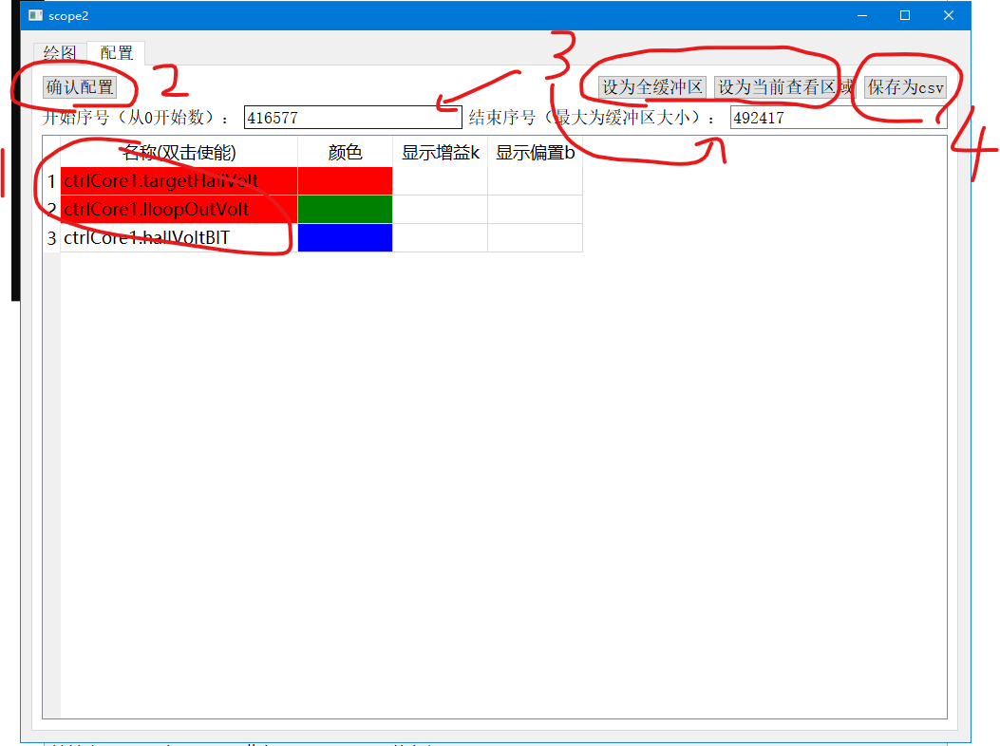 scope2
绘图 配置
确认配置 2 3 设为全缓冲区 设为当前查看区域 保存为csv 4
开始序号（从0开始数）： 416577 结束序号（最大为缓冲区大小）： 492417
1 名称(双击使能) 颜色 显示增益k 显示偏置b
1 ctrlCore1.targetHallVolt
2 ctrlCore1.IloopOutVolt
3 ctrlCore1.hallVoltBIT